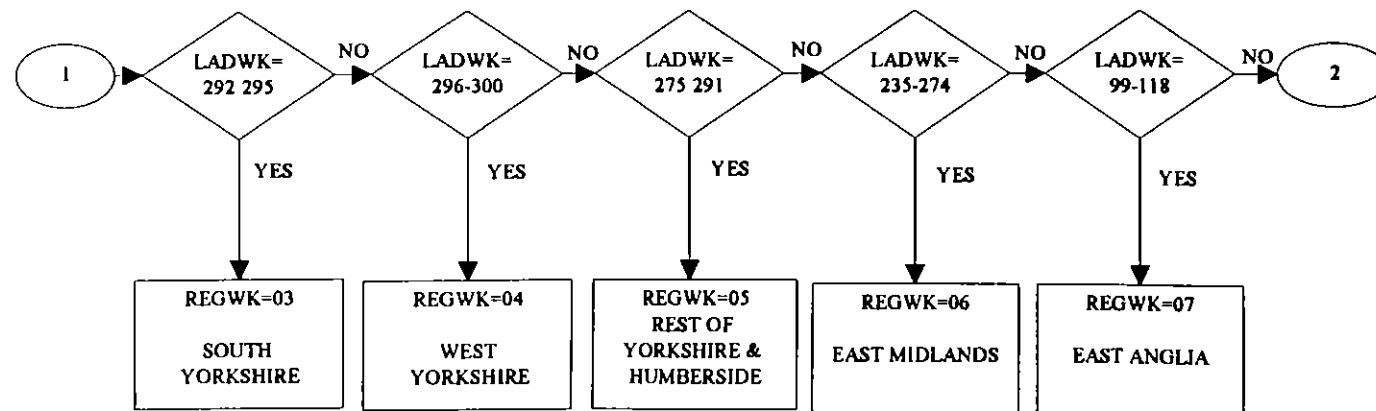 1
LADWK=
292 295
NO
LADWK=
296-300
NO
LADWK=
275 291
NO
LADWK=
235-274
NO
LADWK=
99-118
NO
2
YES
YES
YES
YES
YES
REGWK=03
SOUTH
YORKSHIRE
REGWK=04
WEST
YORKSHIRE
REGWK=05
REST OF
YORKSHIRE &
HUMBERSIDE
REGWK=06
EAST MIDLANDS
REGWK=07
EAST ANGLIA